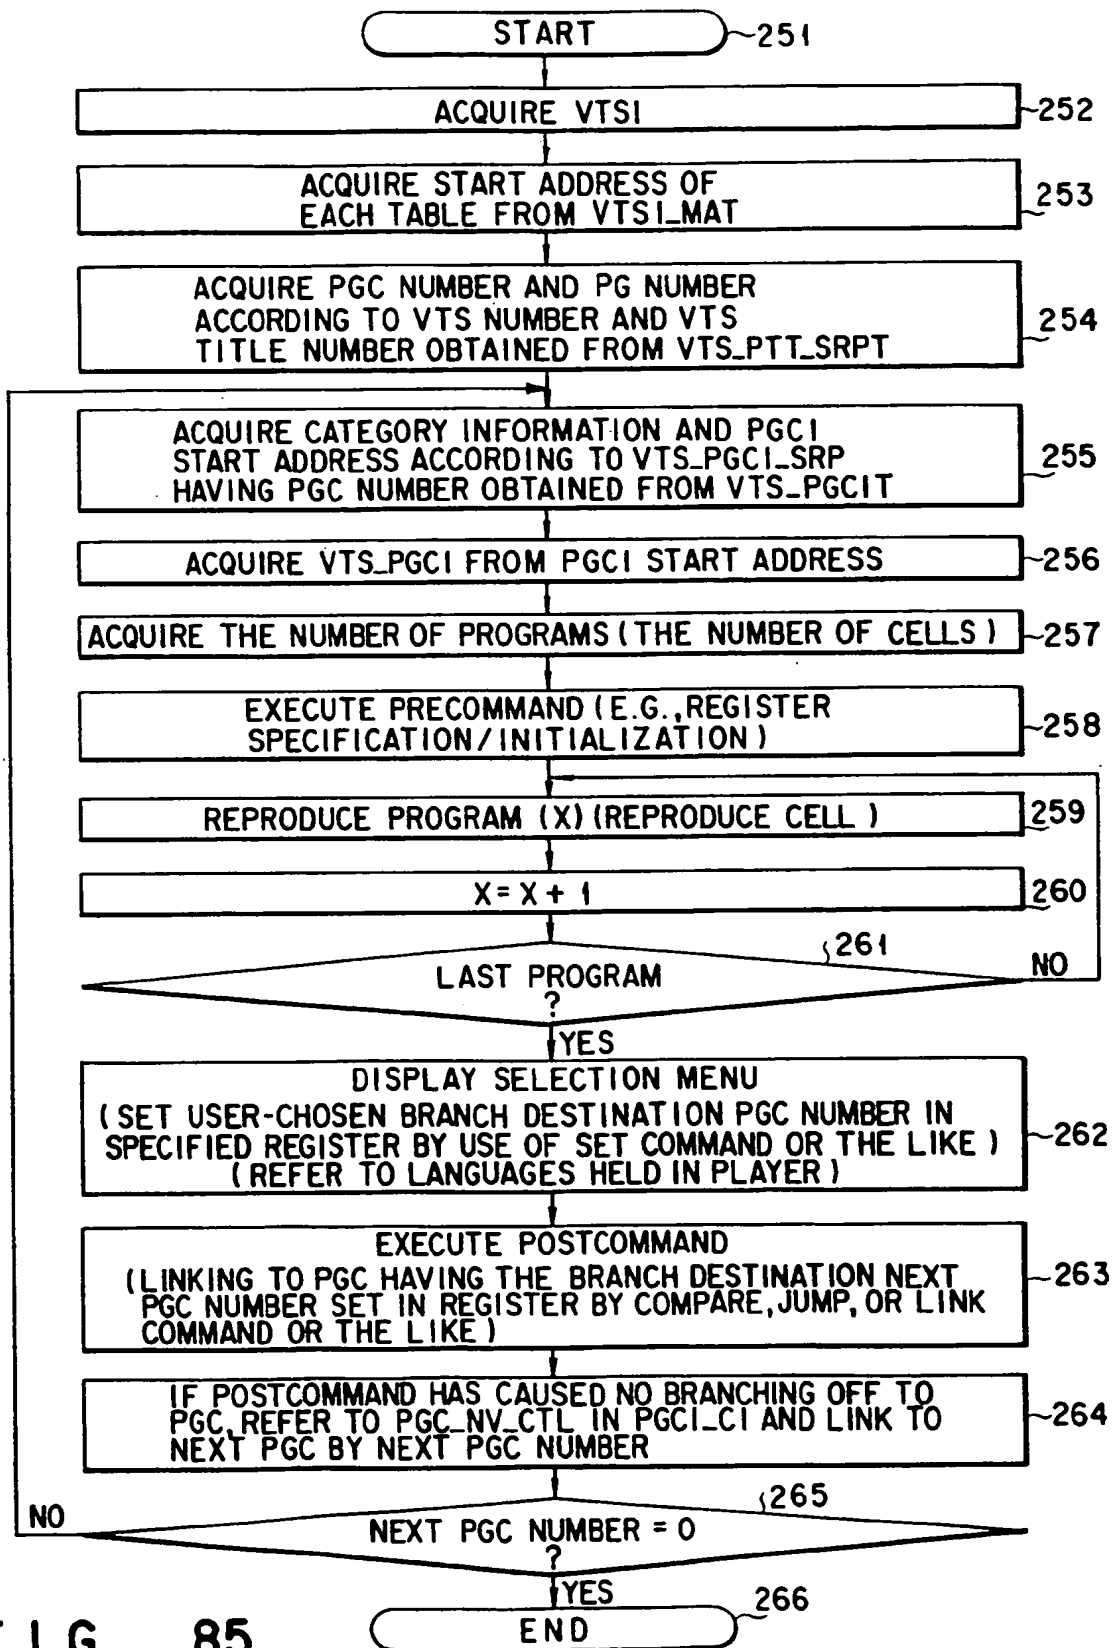 START
251
ACQUIRE VTSI
252
ACQUIRE START ADDRESS OF
EACH TABLE FROM VTSI_MAT
253
ACQUIRE PGC NUMBER AND PG NUMBER
ACCORDING TO VTS NUMBER AND VTS
TITLE NUMBER OBTAINED FROM VTS_PTT_SRPT
254
ACQUIRE CATEGORY INFORMATION AND PGCI
START ADDRESS ACCORDING TO VTS_PGCI_SRP
HAVING PGC NUMBER OBTAINED FROM VTS_PGCIT
255
ACQUIRE VTS_PGCI FROM PGCI START ADDRESS
256
ACQUIRE THE NUMBER OF PROGRAMS (THE NUMBER OF CELLS)
257
EXECUTE PRECOMMAND (E.G., REGISTER
SPECIFICATION/INITIALIZATION)
258
REPRODUCE PROGRAM (X) (REPRODUCE CELL)
259
X = X + 1
260
261
LAST PROGRAM
?
NO
YES
DISPLAY SELECTION MENU
(SET USER-CHOSEN BRANCH DESTINATION PGC NUMBER IN
SPECIFIED REGISTER BY USE OF SET COMMAND OR THE LIKE)
(REFER TO LANGUAGES HELD IN PLAYER)
262
EXECUTE POSTCOMMAND
(LINKING TO PGC HAVING THE BRANCH DESTINATION NEXT
PGC NUMBER SET IN REGISTER BY COMPARE, JUMP, OR LINK
COMMAND OR THE LIKE)
263
IF POSTCOMMAND HAS CAUSED NO BRANCHING OFF TO
PGC, REFER TO PGC_NV_CTL IN PGCI_CI AND LINK TO
NEXT PGC BY NEXT PGC NUMBER
264
265
NO
NEXT PGC NUMBER = 0
?
YES
266
END
FIG. 85